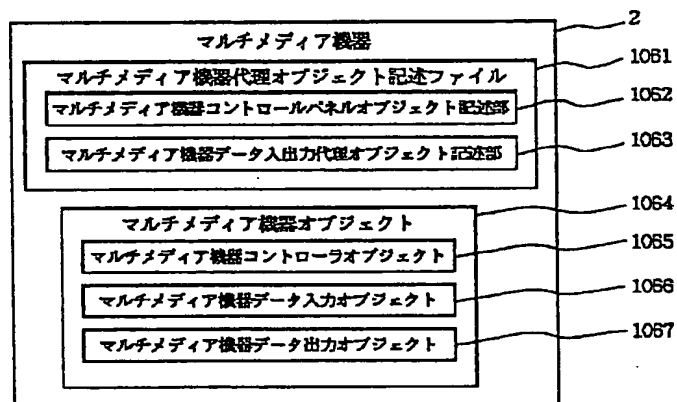 マルチメディア機器
2
マルチメディア機器代理オブジェクト記述ファイル
1061
マルチメディア機器コントロールパネルオブジェクト記述部
1062
マルチメディア機器データ入出力代理オブジェクト記述部
1063
マルチメディア機器オブジェクト
1064
マルチメディア機器コントローラオブジェクト
1065
マルチメディア機器データ入力オブジェクト
1066
マルチメディア機器データ出力オブジェクト
1067